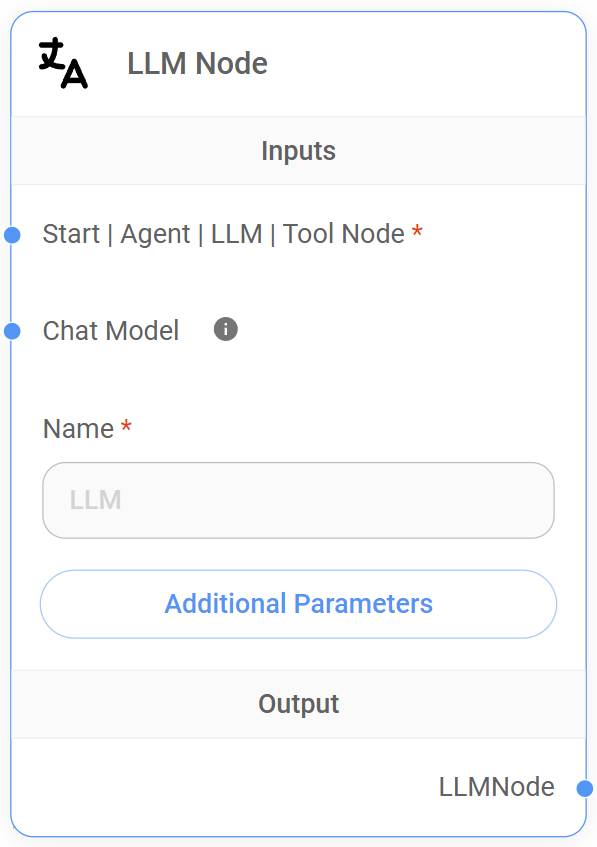 LLM Node
Inputs
Start | Agent | LLM | Tool Node *
Chat Model
Name *
LLM
Additional Parameters
Output
LLMNode